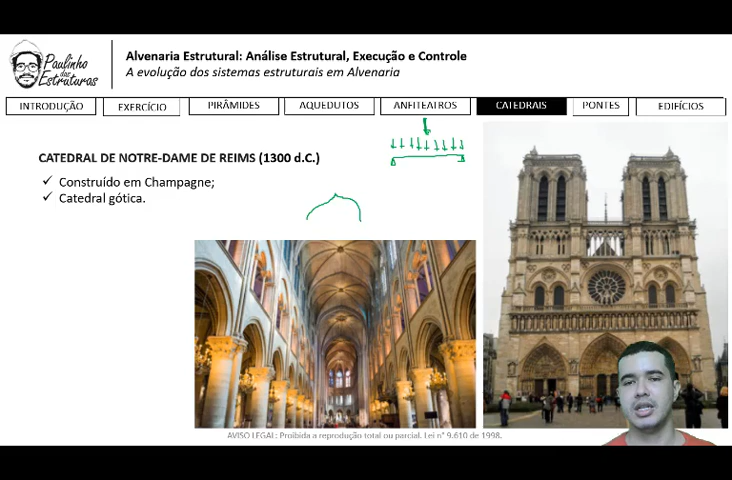 Paulinho
das
Estruturas
Alvenaria Estrutural: Análise Estrutural, Execução e Controle
A evolução dos sistemas estruturais em Alvenaria
INTRODUÇÃO
EXERCÍCIO
PIRÂMIDES
AQUEDUTOS
ANFITEATROS
CATEDRAIS
PONTES
EDIFÍCIOS
CATEDRAL DE NOTRE-DAME DE REIMS (1300 d.C.)
✓ Construído em Champagne;
✓ Catedral gótica.
AVISO LEGAL: Proibida a reprodução total ou parcial. Lei n° 9.610 de 1998.